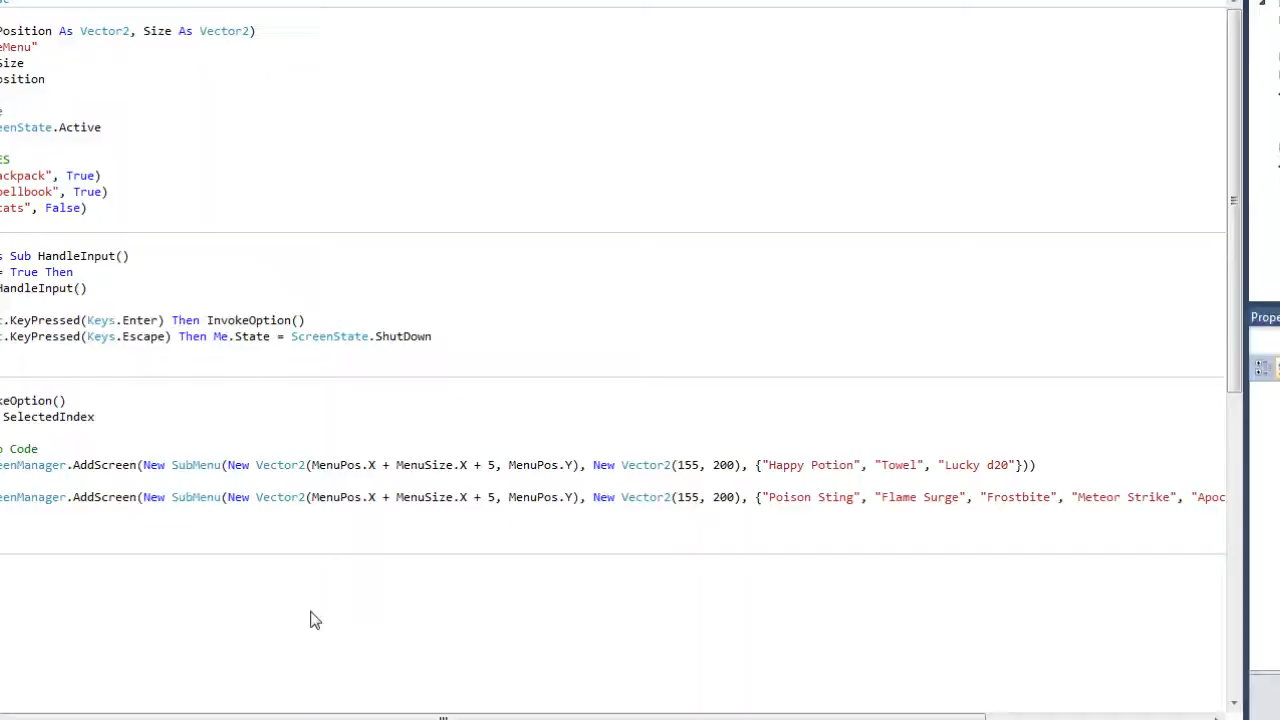 Position As Vector2, Size As Vector2)
eMenu"
Size
osition
e
eenState.Active
ES
ackpack", True)
pellbook", True)
tats", False)
s Sub HandleInput()
= True Then
HandleInput()
t.KeyPressed(Keys.Enter) Then InvokeOption()
t.KeyPressed(Keys.Escape) Then Me.State = ScreenState.ShutDown
keOption()
SelectedIndex
o Code
eenManager.AddScreen(New SubMenu(New Vector2(MenuPos.X + MenuSize.X + 5, MenuPos.Y), New Vector2(155, 200), {"Happy Potion", "Towel", "Lucky d20"}))
eenManager.AddScreen(New SubMenu(New Vector2(MenuPos.X + MenuSize.X + 5, MenuPos.Y), New Vector2(155, 200), {"Poison Sting", "Flame Surge", "Frostbite", "Meteor Strike", "Apoc
Prope